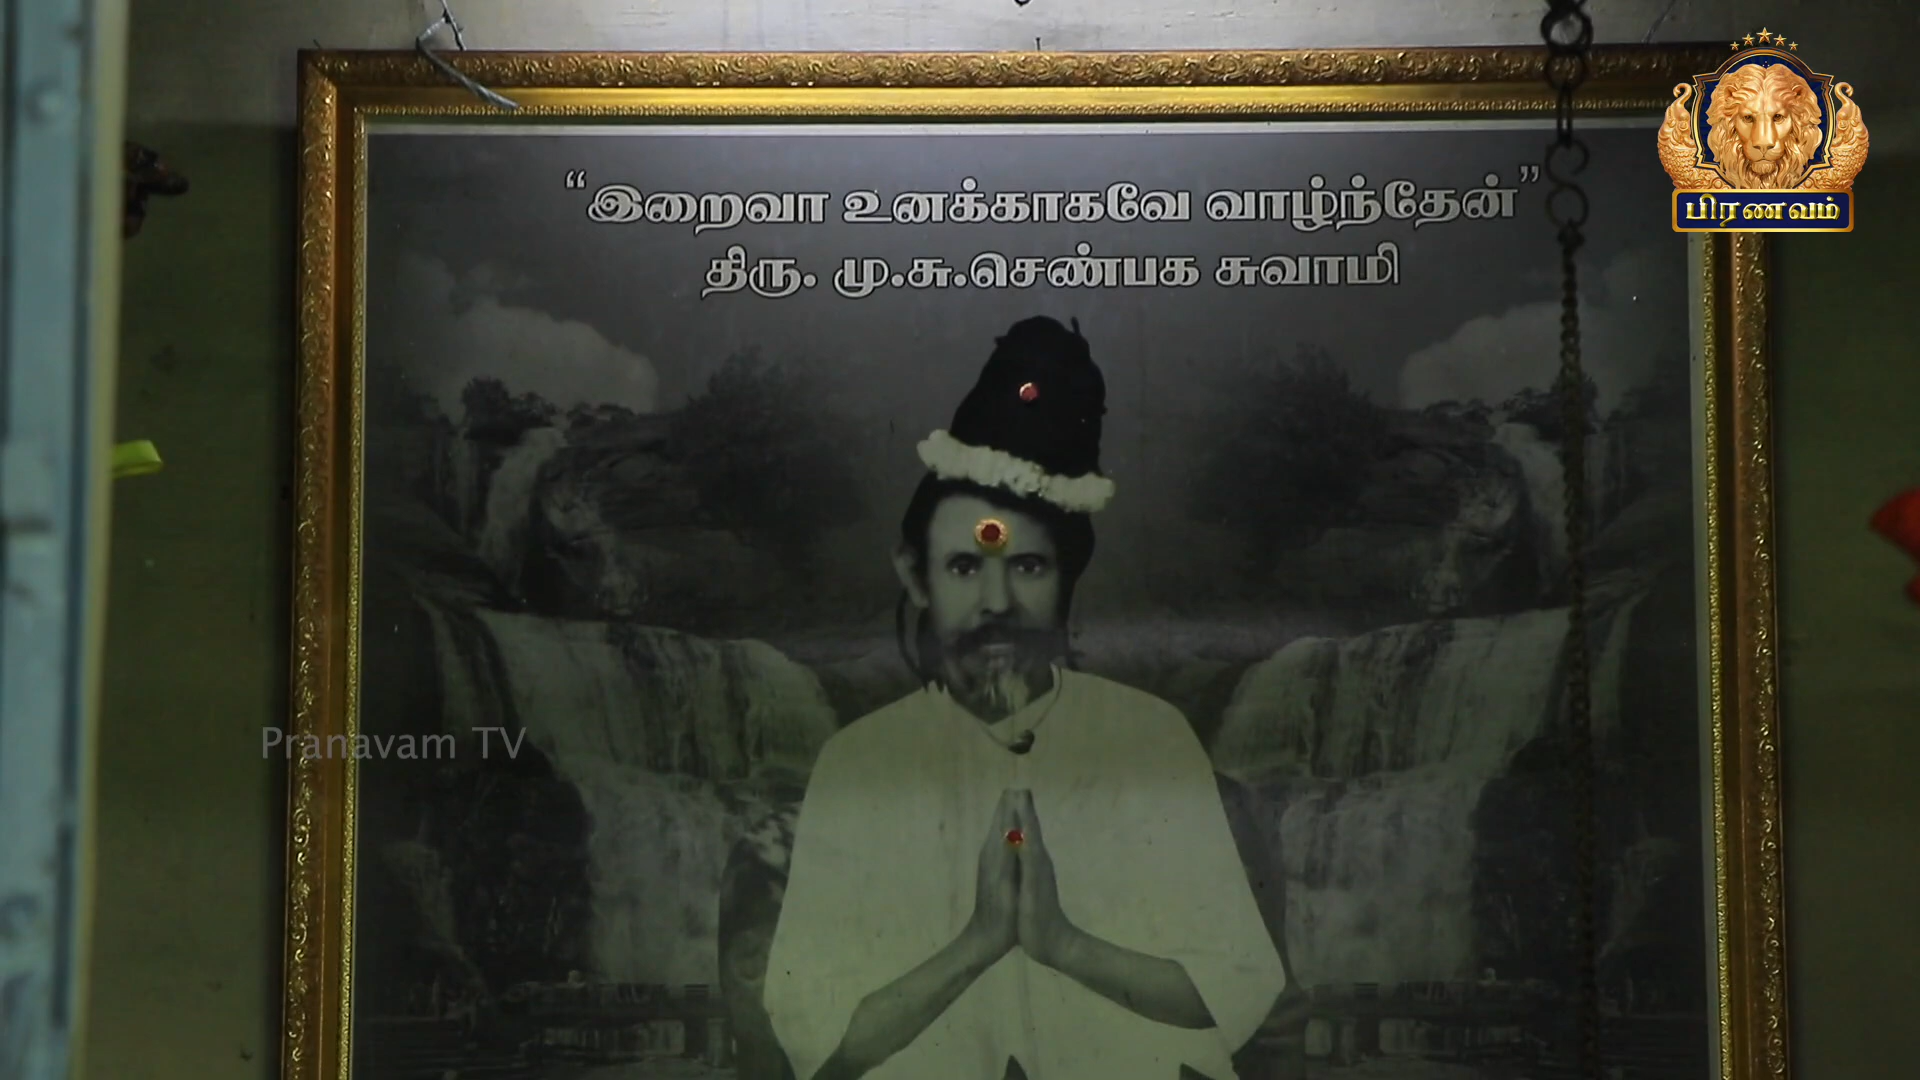 “இறைவா உனக்காகவே வாழ்ந்தேன்”
திரு. மு.சு.செண்பக சுவாமி
பிரணவம்
Pranavam TV